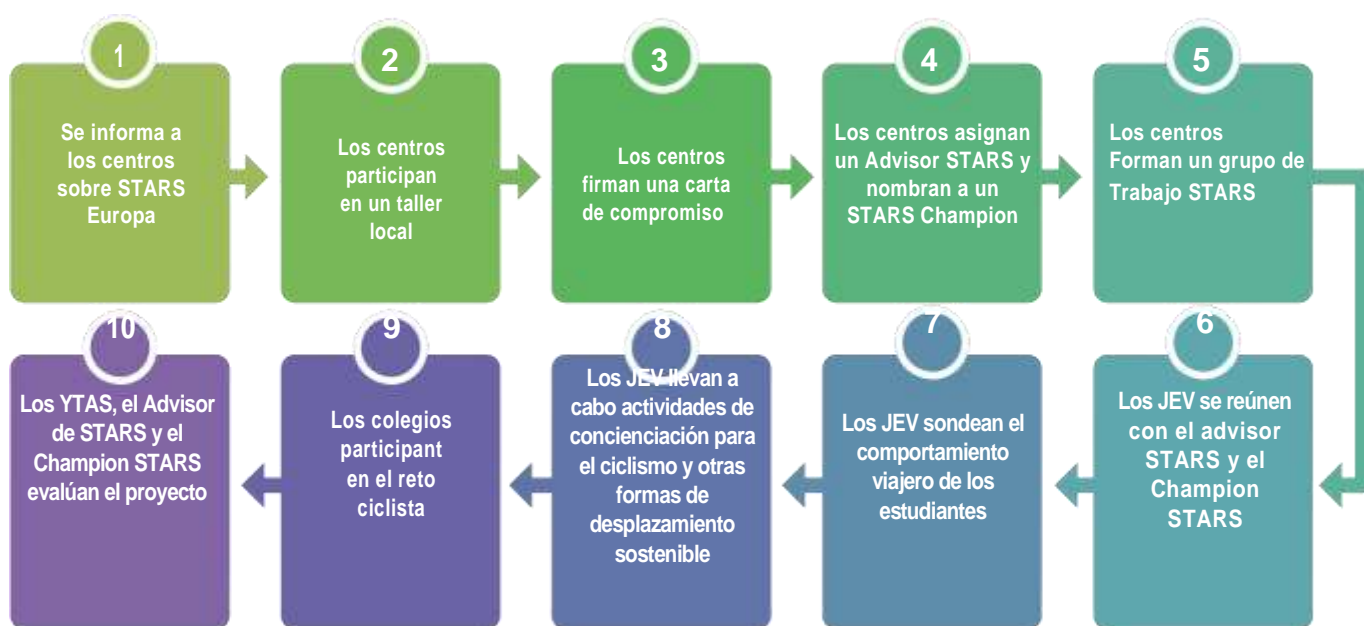 1
Se informa a
los centros
sobre STARS
Europa
2
Los centros
participan
en un taller
local
3
Los centros
firman una carta
de compromiso
4
Los centros asignan
un Advisor STARS y
nombran a un
STARS Champion
5
Los centros
Forman un grupo de
Trabajo STARS
6
Los JEV se reúnen
con el advisor
STARS y el
Champion
STARS
7
Los JEV sondean el
comportamiento
viajero de los
estudiantes
8
Los JEV llevan a
cabo actividades de
concienciación para
el ciclismo y otras
formas de
desplazamiento
sostenible
9
Los colegios
participant
en el reto
ciclista
10
Los YTAS, el Advisor
de STARS y el
Champion STARS
evalúan el proyecto